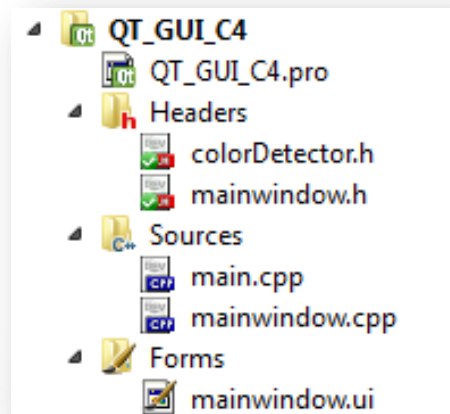 QT_GUI_C4
QT_GUI_C4.pro
Headers
colorDetector.h
mainwindow.h
Sources
main.cpp
mainwindow.cpp
Forms
mainwindow.ui